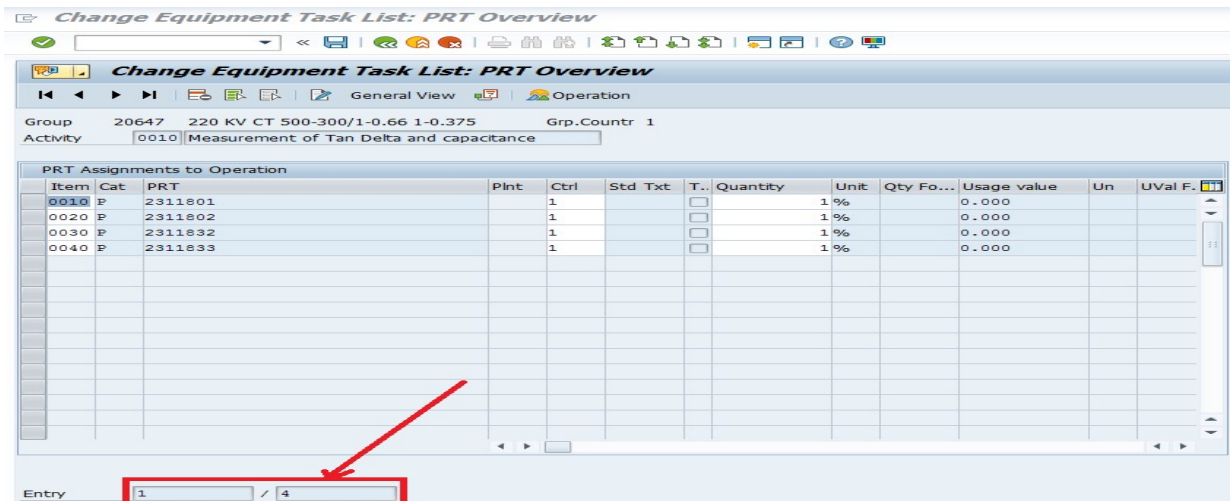 Change Equipment Task List: PRT Overview
Change Equipment Task List: PRT Overview
General View Operation
Group 20647 220 KV CT 500-300/1-0.66 1-0.375 Grp.Countr 1
Activity 0010 Measurement of Tan Delta and capacitance
PRT Assignments to Operation
Item Cat PRT Plnt Ctrl Std Txt T.. Quantity Unit Qty Fo... Usage value Un UVal F.
0010 P 2311801 1 1 % 0.000
0020 P 2311802 1 1 % 0.000
0030 P 2311832 1 1 % 0.000
0040 P 2311833 1 1 % 0.000
Entry 1 / 4